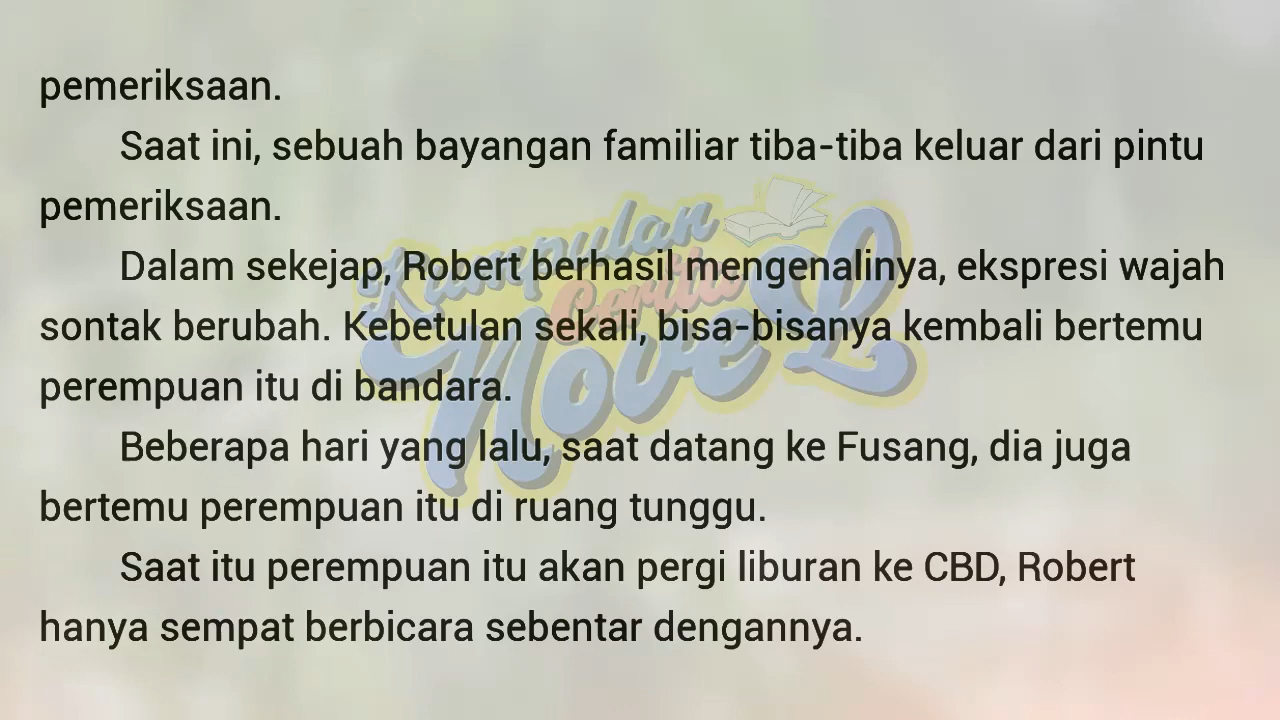 pemeriksaan.
Saat ini, sebuah bayangan familiar tiba-tiba keluar dari pintu
pemeriksaan.
Dalam sekejap, Robert berhasil mengenalinya, ekspresi wajah
sontak berubah. Kebetulan sekali, bisa-bisanya kembali bertemu
perempuan itu di bandara.
Beberapa hari yang lalu, saat datang ke Fusang, dia juga
bertemu perempuan itu di ruang tunggu.
Saat itu perempuan itu akan pergi liburan ke CBD, Robert
hanya sempat berbicara sebentar dengannya.
Kumpulan
Cerita
NoveL